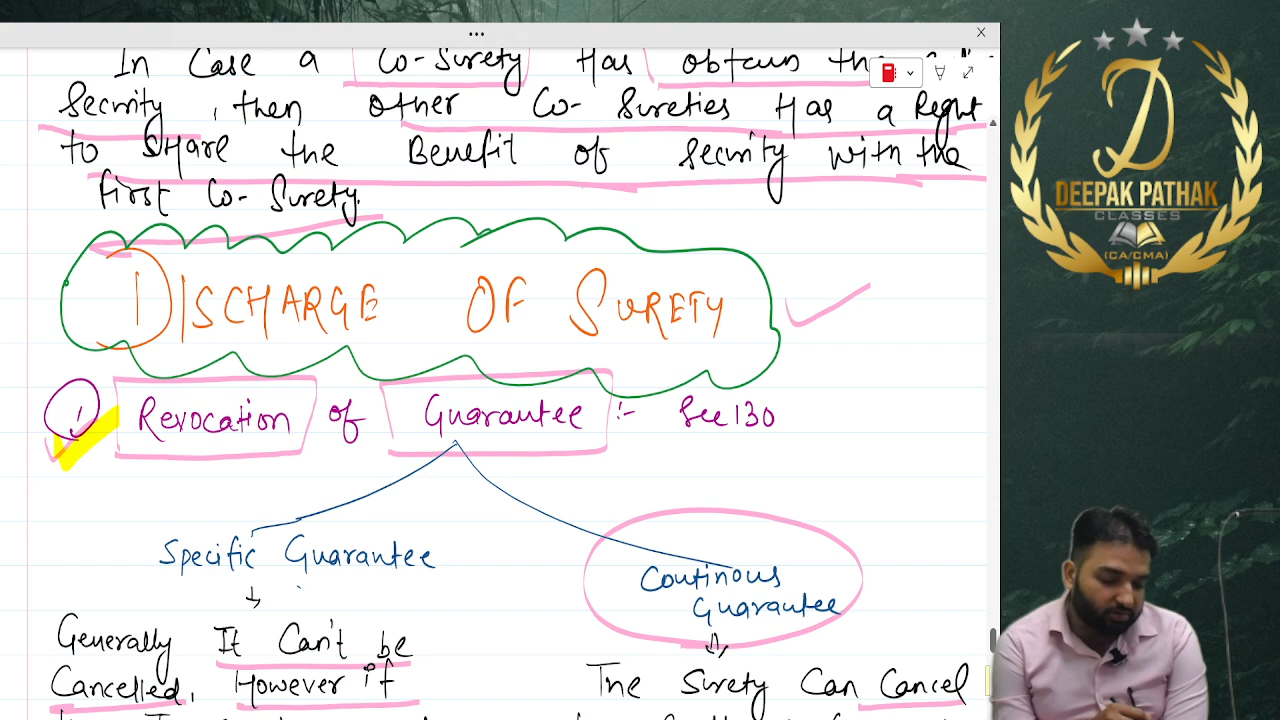 In Case a Co-Surety Has obtain the
Security, then other Co-Sureties Has a Right
to SHare the Benefit of Security with the
first Co-Surety.
DISCHARGE OF SURETY
1 Revocation of Guarantee :- Sec 130
Specific Guarantee
Continous
Guarantee
Generally It Can't be
Cancelled, However if
The Surety Can Cancel
D
DEEPAK PATHAK
CLASSES
(CA/CMA)